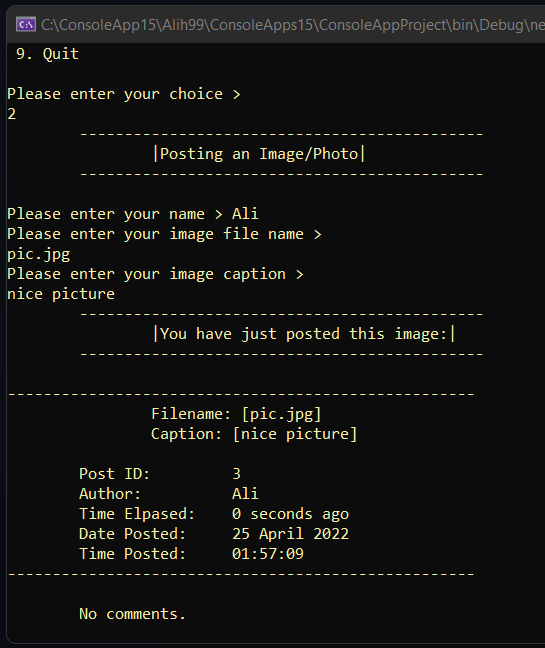 C:\ConsoleApp15\Alih99\ConsoleApps15\ConsoleAppProject\bin\Debug\ne
9. Quit
Please enter your choice >
2
---------------------------------------------
|Posting an Image/Photo|
---------------------------------------------
Please enter your name > Ali
Please enter your image file name >
pic.jpg
Please enter your image caption >
nice picture
---------------------------------------------
|You have just posted this image:|
---------------------------------------------
----------------------------------------------------
Filename: [pic.jpg]
Caption: [nice picture]
Post ID: 3
Author: Ali
Time Elpased: 0 seconds ago
Date Posted: 25 April 2022
Time Posted: 01:57:09
----------------------------------------------------
No comments.